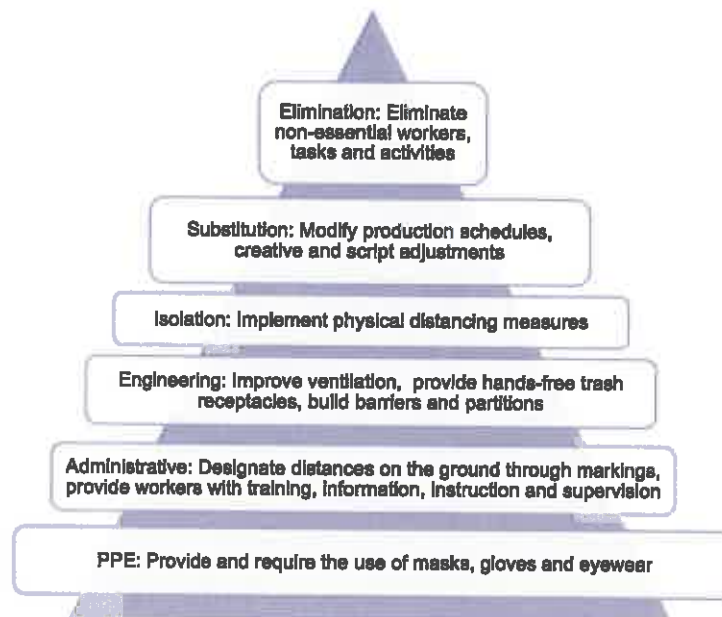 Elimination: Eliminate
non-essential workers,
tasks and activities
Substitution: Modify production schedules,
creative and script adjustments
Isolation: Implement physical distancing measures
Engineering: Improve ventilation, provide hands-free trash
receptacles, build barriers and partitions
Administrative: Designate distances on the ground through markings,
provide workers with training, information, instruction and supervision
PPE: Provide and require the use of masks, gloves and eyewear